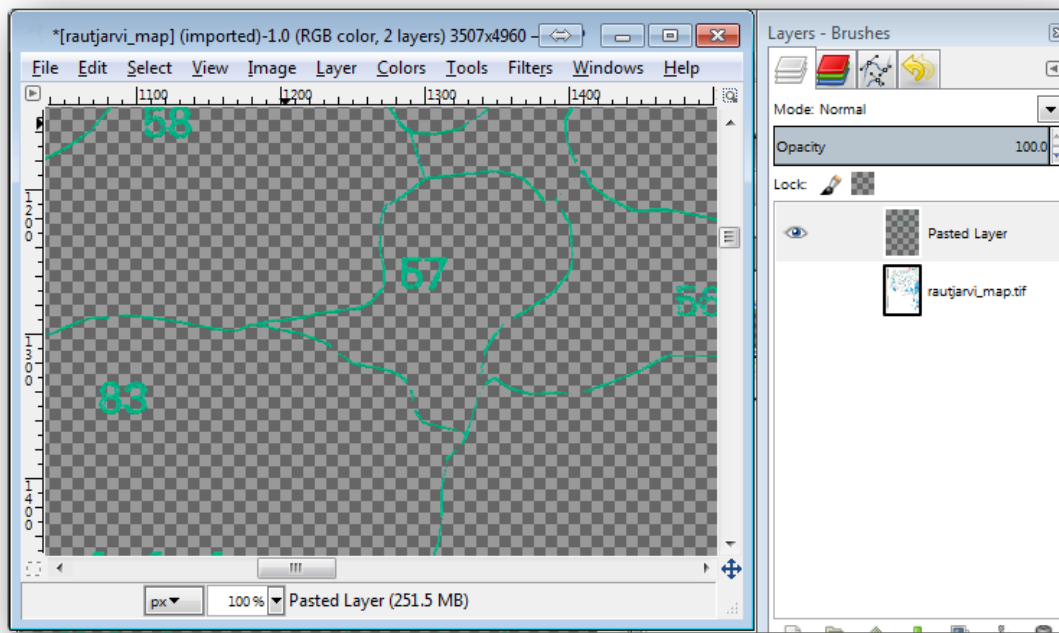 *[rautjarvi_map] (imported)-1.0 (RGB color, 2 layers) 3507x4960 –
File Edit Select View Image Layer Colors Tools Filters Windows Help
1100 1200 1300 1400
1200
1300
1400
58
57
56
83
px 100 % Pasted Layer (251.5 MB)
Layers - Brushes
Mode: Normal
Opacity 100.0
Lock:
Pasted Layer
rautjarvi_map.tif